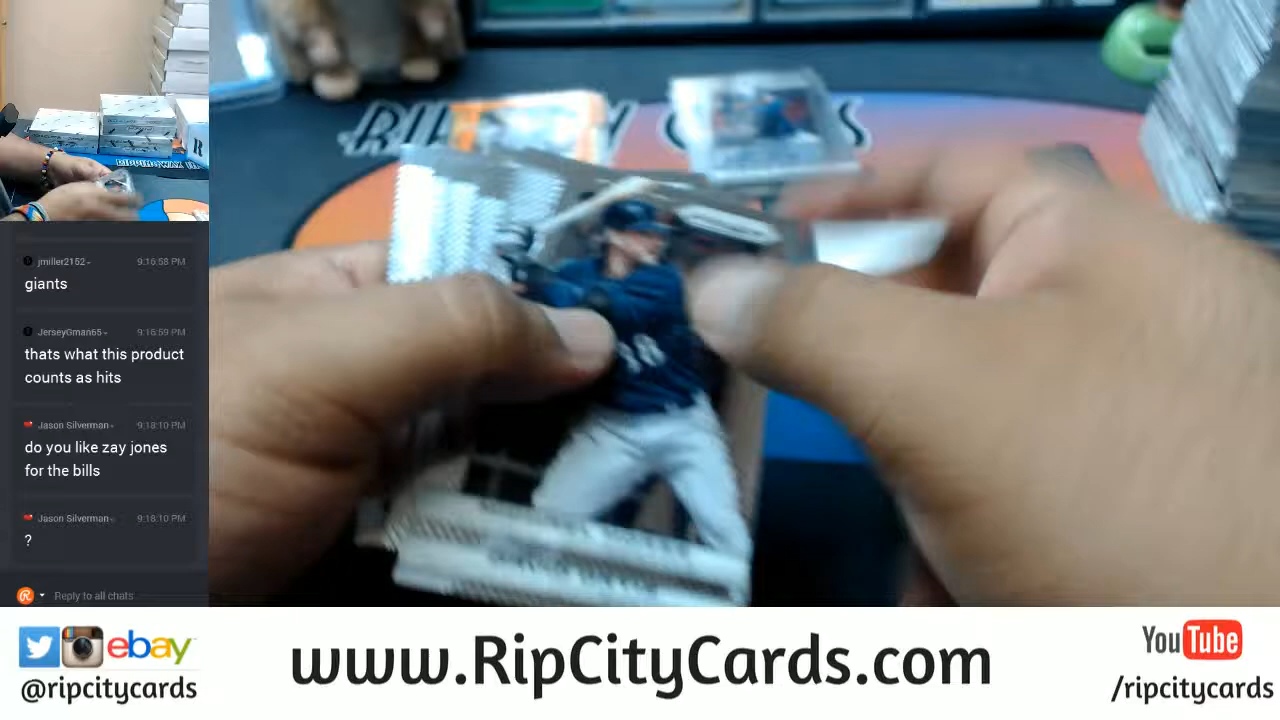 jmiller2152 9:16:58 PM
giants
JerseyGman65 9:16:59 PM
thats what this product
counts as hits
Jason Silverman 9:18:10 PM
do you like zay jones
for the bills
Jason Silverman 9:18:10 PM
?
Reply to all chats
18
ebay
@ripcitycards
www.RipCityCards.com
YouTube
/ripcitycards